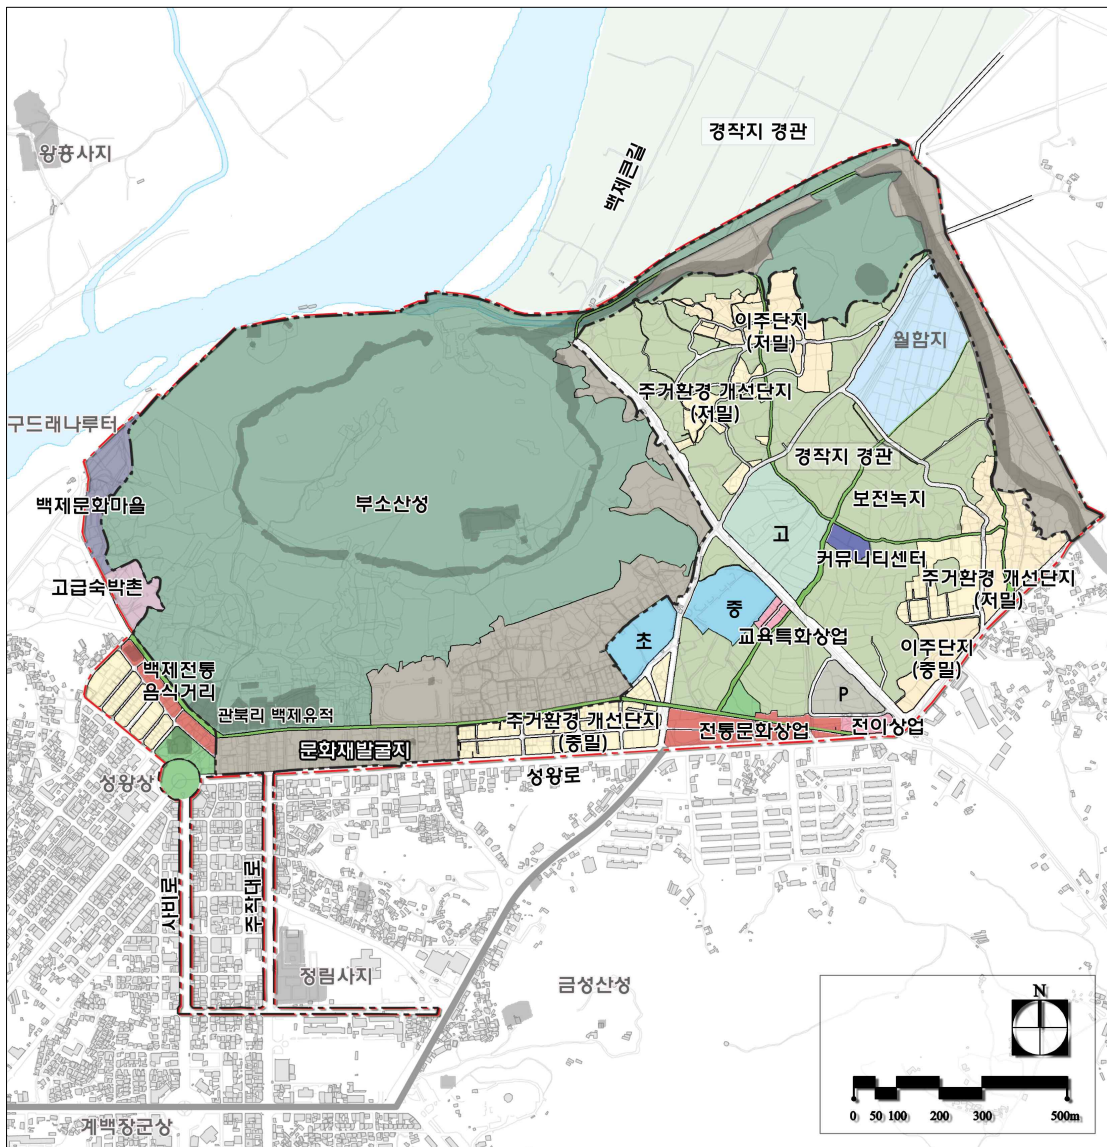 경작지 경관
왕흥사지
백제큰길
이주단지
(저밀)
월함지
주거환경 개선단지
(저밀)
구드래나루터
경작지 경관
백제문화마을
부소산성
보전녹지
고
커뮤니티센터
고급숙박촌
주거환경 개선단지
(저밀)
중
초
교육특화상업
이주단지
(중밀)
백제전통
음식거리
P
관북리 백제유적
주거환경 개선단지
(중밀)
전통문화상업
전의상업
문화재발굴지
성왕로
성왕상
사비로
주작대로
정림사지
금성산성
N
0 50 100 200 300 500m
계백장군상